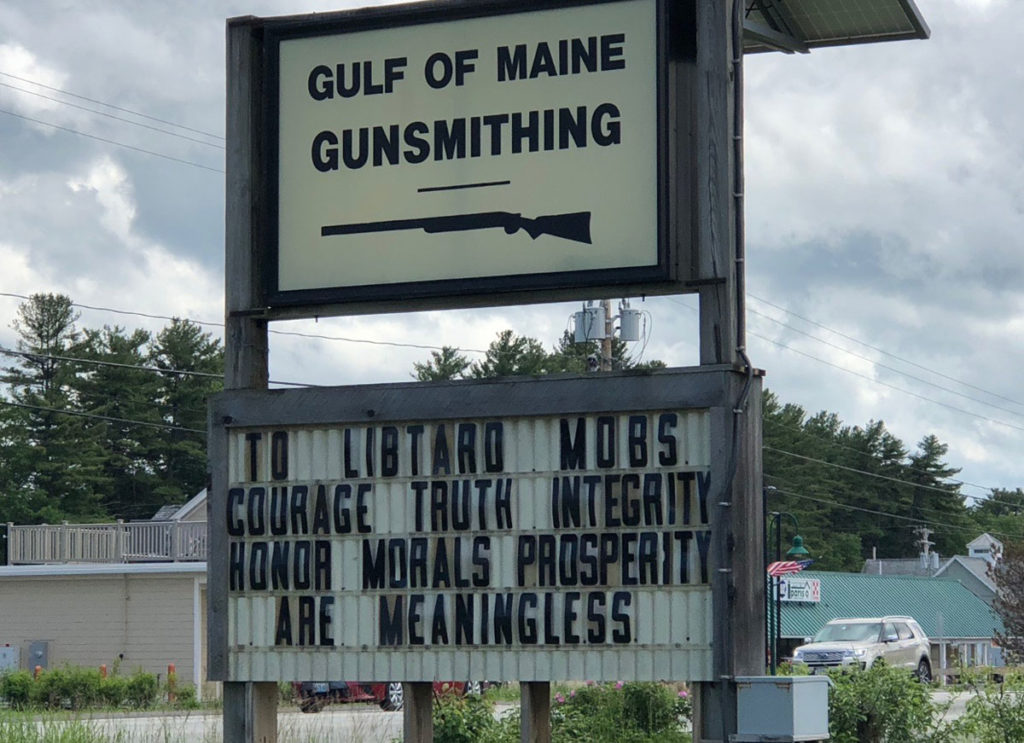 GULF OF MAINE
GUNSMITHING
TO LIBTARD MOBS.
COURAGE TRUTH INTEGRITY
HONOR MORALS PROSPERITY
ARE MEANINGLESS.